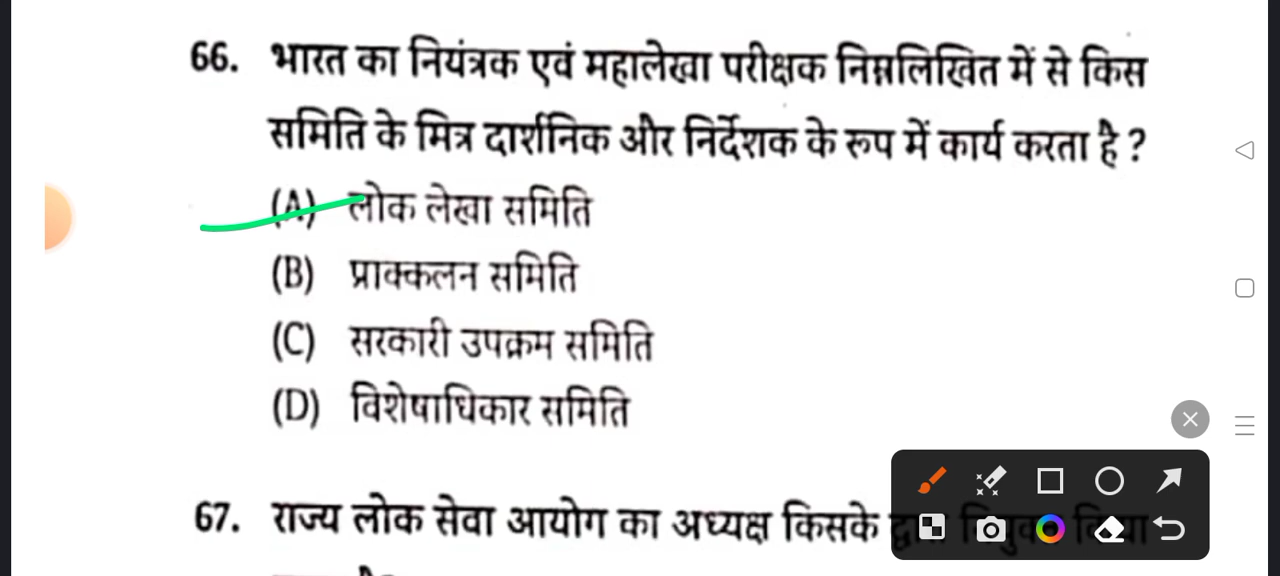 66. भारत का नियंत्रक एवं महालेखा परीक्षक निम्नलिखित में से किस
समिति के मित्र दार्शनिक और निर्देशक के रूप में कार्य करता है ?
(A) लोक लेखा समिति
(B) प्राक्कलन समिति
(C) सरकारी उपक्रम समिति
(D) विशेषाधिकार समिति
67. राज्य लोक सेवा आयोग का अध्यक्ष किसके द्वारा नियुक्त किया